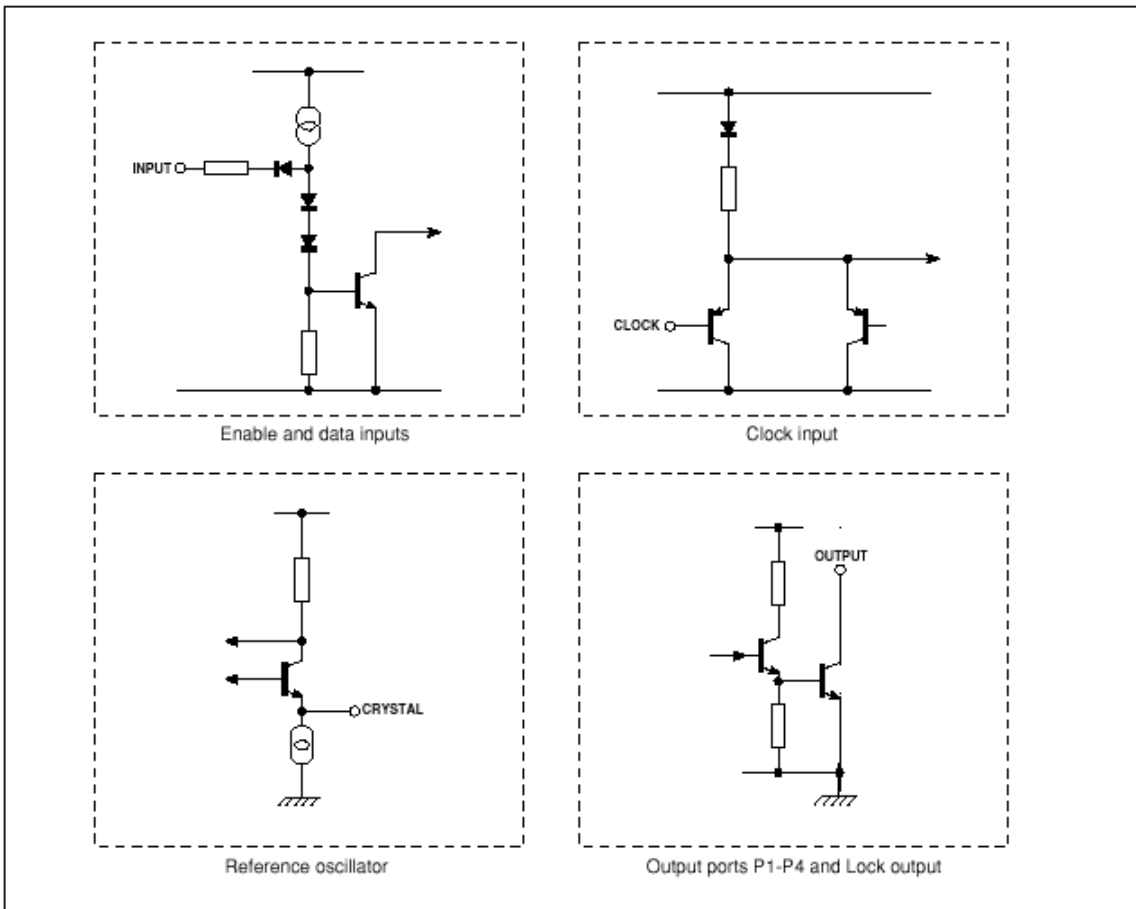 INPUT
Enable and data inputs
CLOCK
Clock input
CRYSTAL
Reference oscillator
OUTPUT
Output ports P1-P4 and Lock output